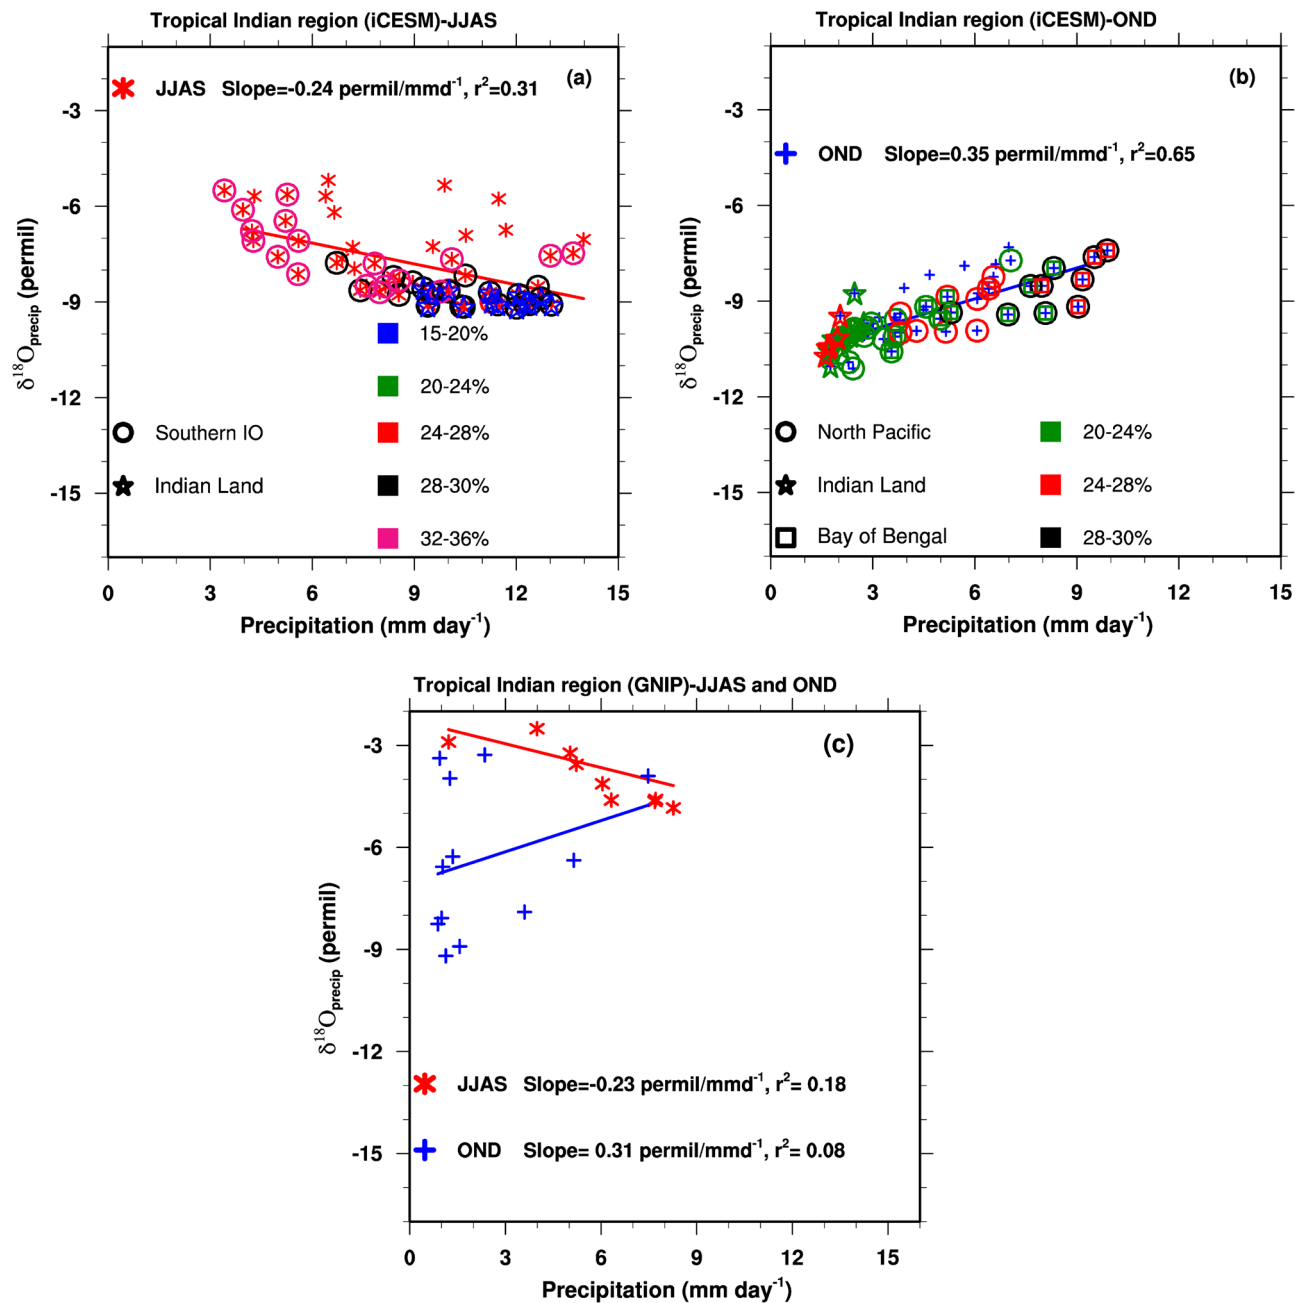 Tropical Indian region (iCESM)-JJAS
JJAS Slope=-0.24 permil/mmd⁻¹, r²=0.31
(a)
-3
-6
-9
-12
-15
δ¹⁸Oprecip (permil)
15-20%
20-24%
24-28%
28-30%
32-36%
Southern IO
Indian Land
0 3 6 9 12 15
Precipitation (mm day⁻¹)
Tropical Indian region (iCESM)-OND
(b)
OND Slope=0.35 permil/mmd⁻¹, r²=0.65
-3
-6
-9
-12
-15
δ¹⁸Oprecip (permil)
North Pacific
Indian Land
Bay of Bengal
20-24%
24-28%
28-30%
0 3 6 9 12 15
Precipitation (mm day⁻¹)
Tropical Indian region (GNIP)-JJAS and OND
(c)
-3
-6
-9
-12
-15
δ¹⁸Oprecip (permil)
JJAS Slope=-0.23 permil/mmd⁻¹, r²= 0.18
OND Slope= 0.31 permil/mmd⁻¹, r²= 0.08
0 3 6 9 12 15
Precipitation (mm day⁻¹)